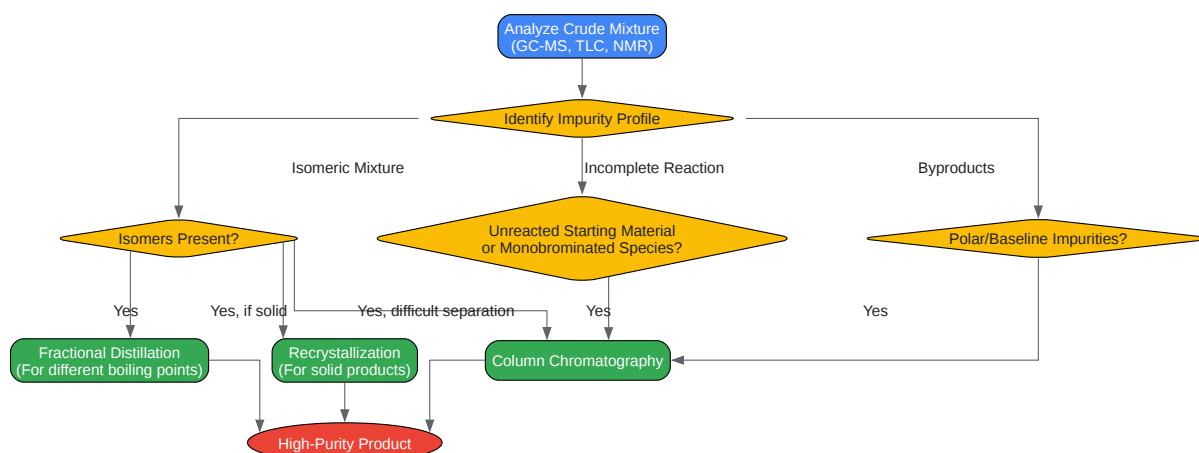 Analyze Crude Mixture
(GC-MS, TLC, NMR)
Identify Impurity Profile
Isomeric Mixture
Incomplete Reaction
Byproducts
Isomers Present?
Unreacted Starting Material
or Monobrominated Species?
Polar/Baseline Impurities?
Yes
Yes, if solid
Yes, difficult separation
Yes
Yes
Fractional Distillation
(For different boiling points)
Recrystallization
(For solid products)
Column Chromatography
High-Purity Product